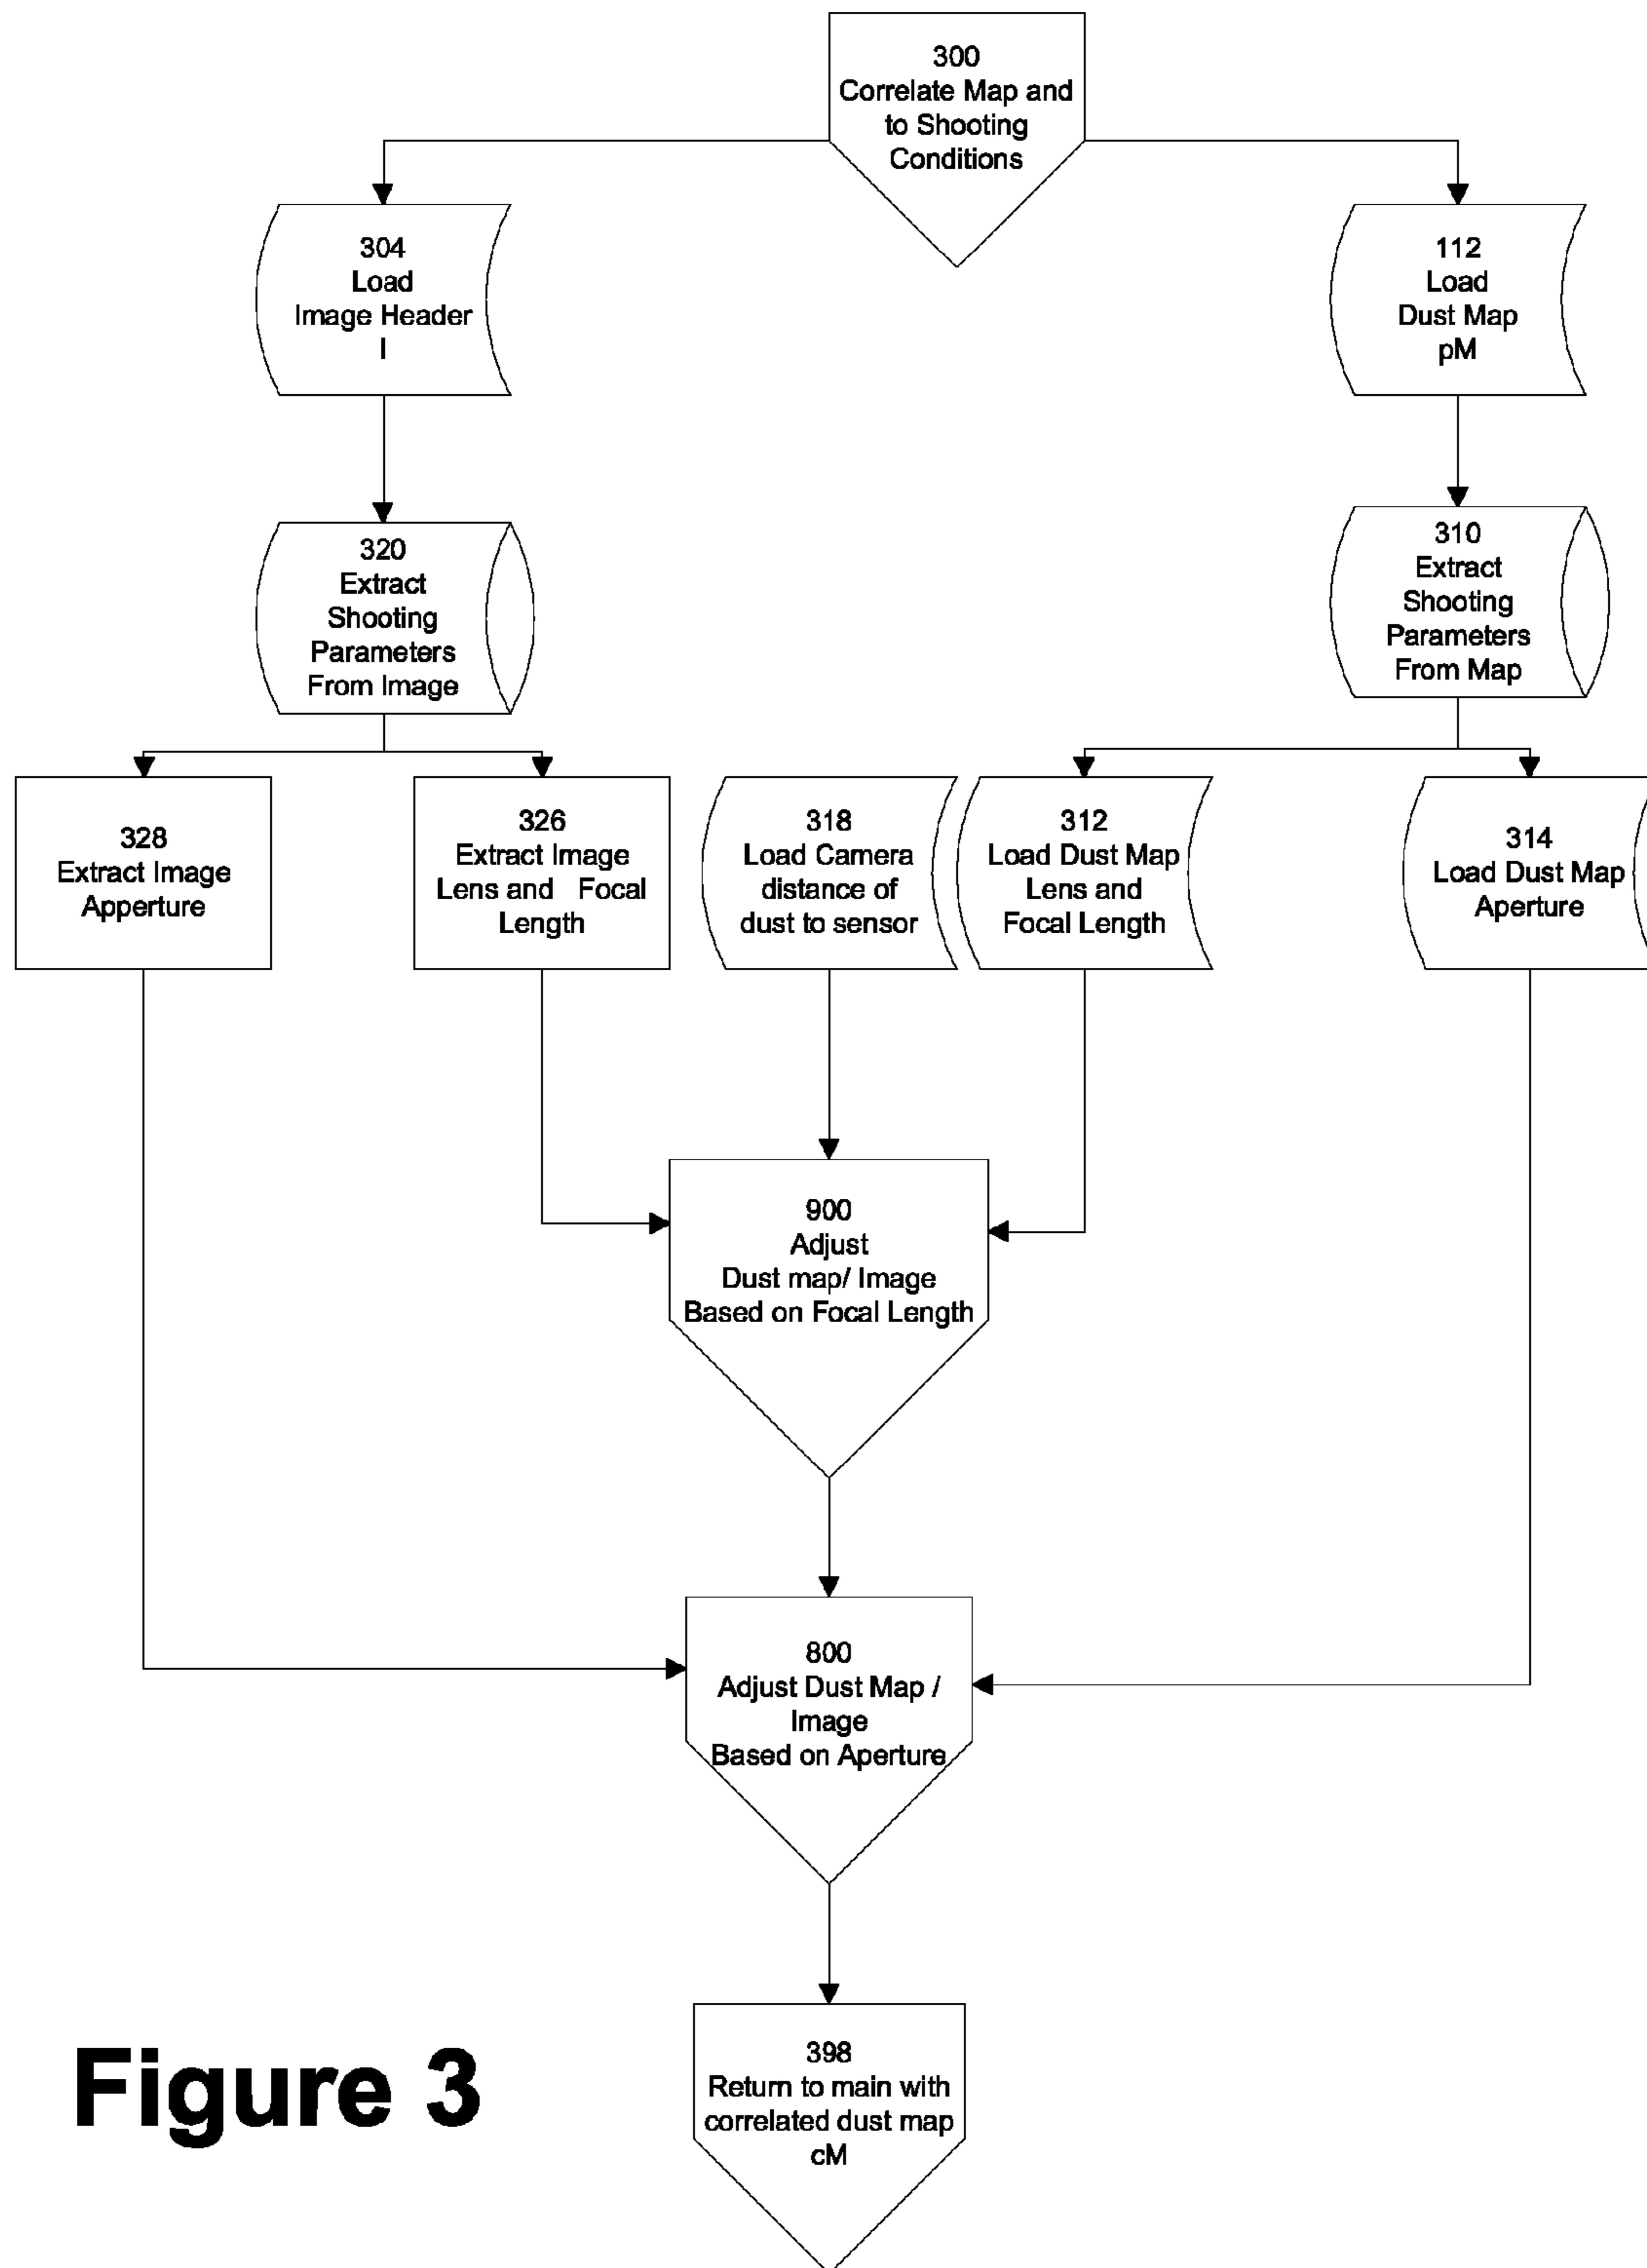 300
Correlate Map and
to Shooting
Conditions
304
Load
Image Header
I
112
Load
Dust Map
pM
320
Extract
Shooting
Parameters
From Image
310
Extract
Shooting
Parameters
From Map
328
Extract Image
Apperture
326
Extract Image
Lens and Focal
Length
318
Load Camera
distance of
dust to sensor
312
Load Dust Map
Lens and
Focal Length
314
Load Dust Map
Aperture
900
Adjust
Dust map/ Image
Based on Focal Length
800
Adjust Dust Map /
Image
Based on Aperture
398
Return to main with
correlated dust map
cM
Figure 3